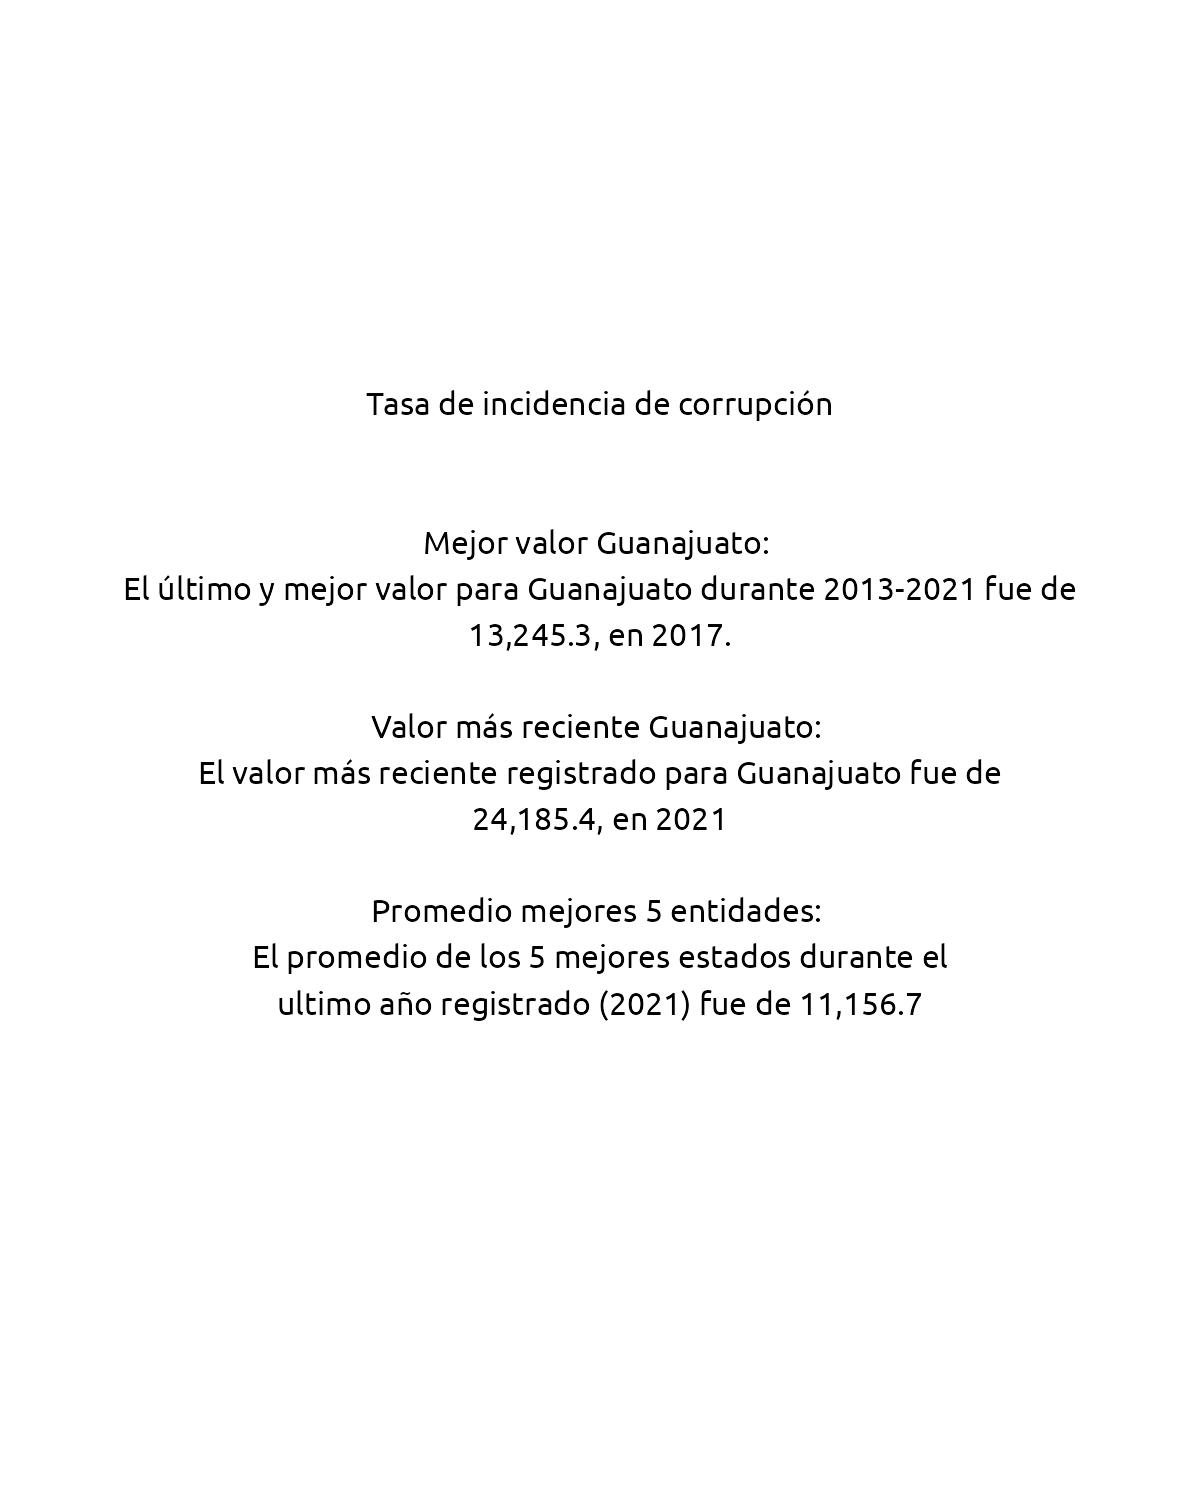 Tasa de incidencia de corrupción
Mejor valor Guanajuato:
El último y mejor valor para Guanajuato durante 2013-2021 fue de
13,245.3, en 2017.
Valor más reciente Guanajuato:
El valor más reciente registrado para Guanajuato fue de
24,185.4, en 2021
Promedio mejores 5 entidades:
El promedio de los 5 mejores estados durante el
ultimo año registrado (2021) fue de 11,156.7